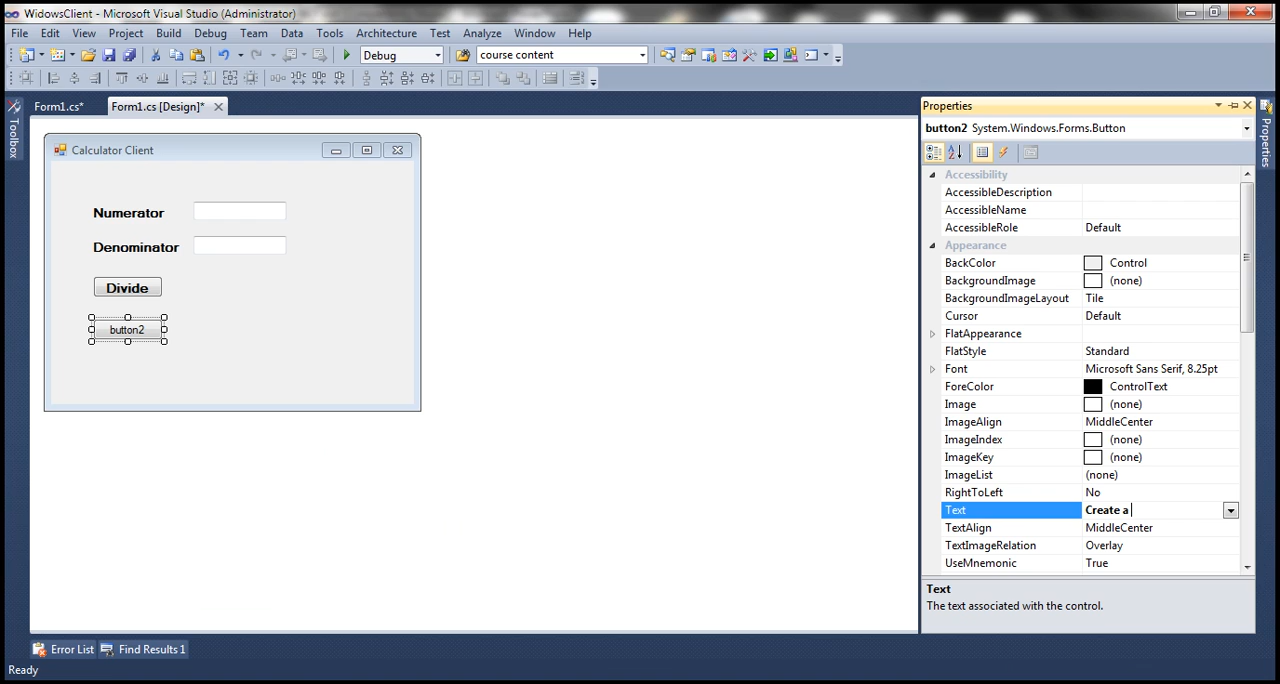 WidowsClient - Microsoft Visual Studio (Administrator)
File Edit View Project Build Debug Team Data Tools Architecture Test Analyze Window Help
Debug course content
Toolbox
Form1.cs* Form1.cs [Design]*
Calculator Client
Numerator
Denominator
Divide
button2
Properties
button2 System.Windows.Forms.Button
Accessibility
AccessibleDescription
AccessibleName
AccessibleRole Default
Appearance
BackColor Control
BackgroundImage (none)
BackgroundImageLayout Tile
Cursor Default
FlatAppearance
FlatStyle Standard
Font Microsoft Sans Serif, 8.25pt
ForeColor ControlText
Image (none)
ImageAlign MiddleCenter
ImageIndex (none)
ImageKey (none)
ImageList (none)
RightToLeft No
Text Create a
TextAlign MiddleCenter
TextImageRelation Overlay
UseMnemonic True
Text
The text associated with the control.
Properties
Error List Find Results 1
Ready